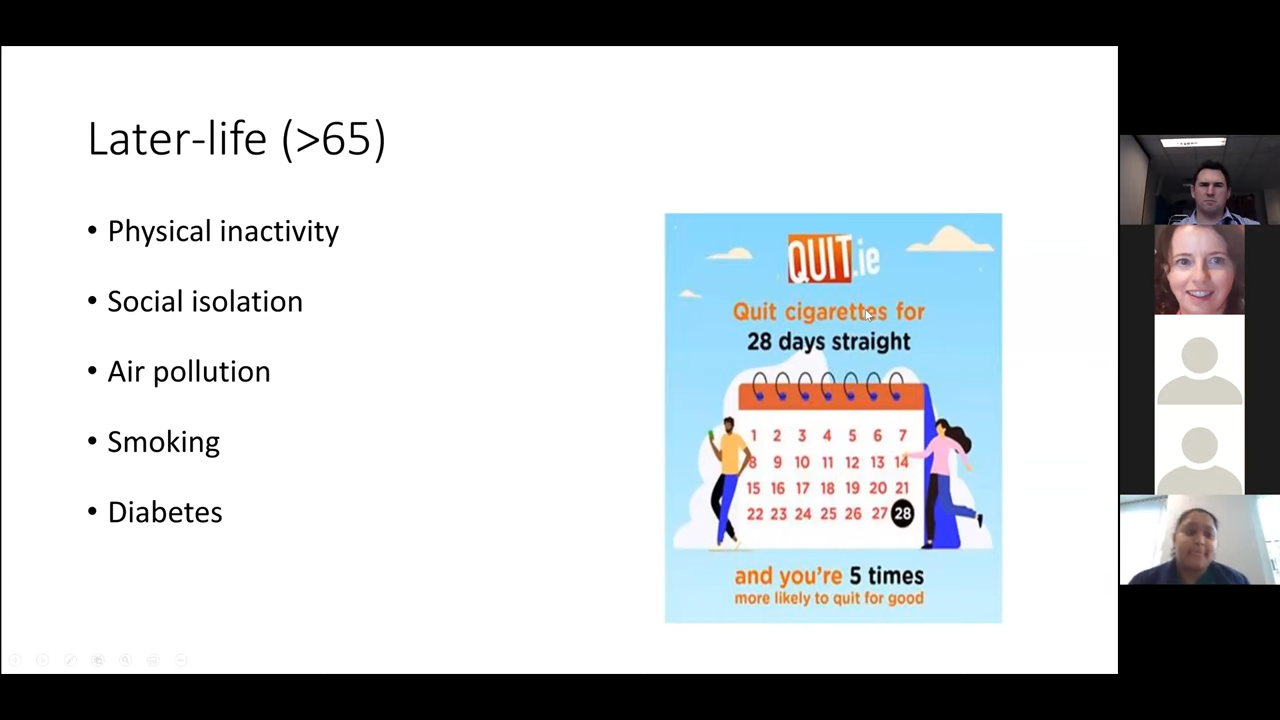 Later-life (>65)
• Physical inactivity
• Social isolation
• Air pollution
• Smoking
• Diabetes
QUIT.ie
Quit cigarettes for
28 days straight
1 2 3 4 5 6 7
8 9 10 11 12 13 14
15 16 17 18 19 20 21
22 23 24 25 26 27 28
and you're 5 times
more likely to quit for good